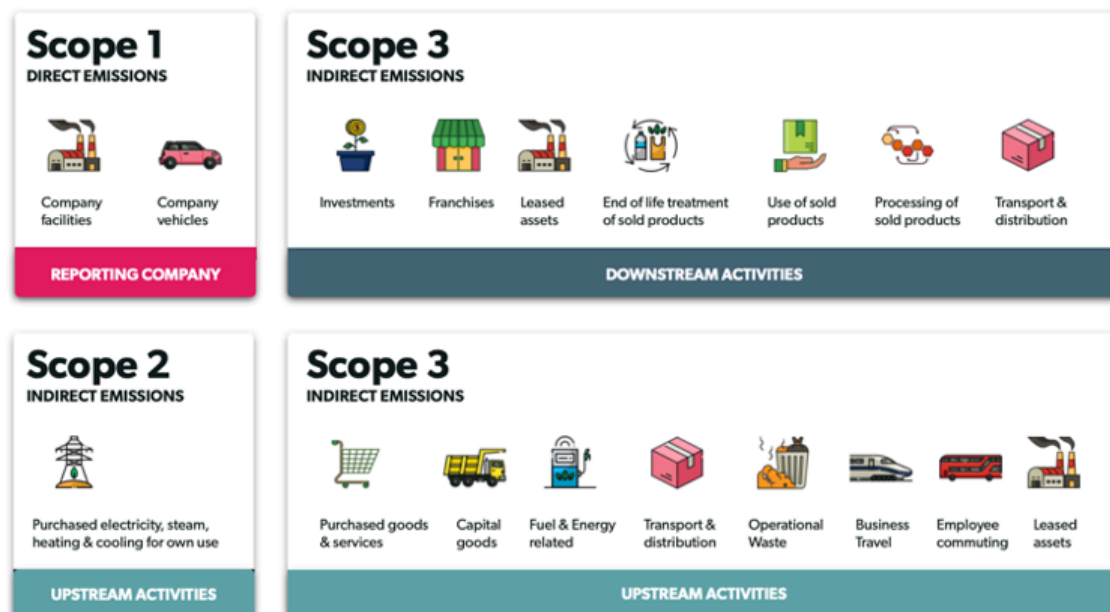 Scope 1
DIRECT EMISSIONS
Company
facilities
Company
vehicles
REPORTING COMPANY
Scope 3
INDIRECT EMISSIONS
Investments
Franchises
Leased
assets
End of life treatment
of sold products
Use of sold
products
Processing of
sold products
Transport &
distribution
DOWNSTREAM ACTIVITIES
Scope 2
INDIRECT EMISSIONS
Purchased electricity, steam,
heating & cooling for own use
UPSTREAM ACTIVITIES
Scope 3
INDIRECT EMISSIONS
Purchased goods
& services
Capital
goods
Fuel & Energy
related
Transport &
distribution
Operational
Waste
Business
Travel
Employee
commuting
Leased
assets
UPSTREAM ACTIVITIES